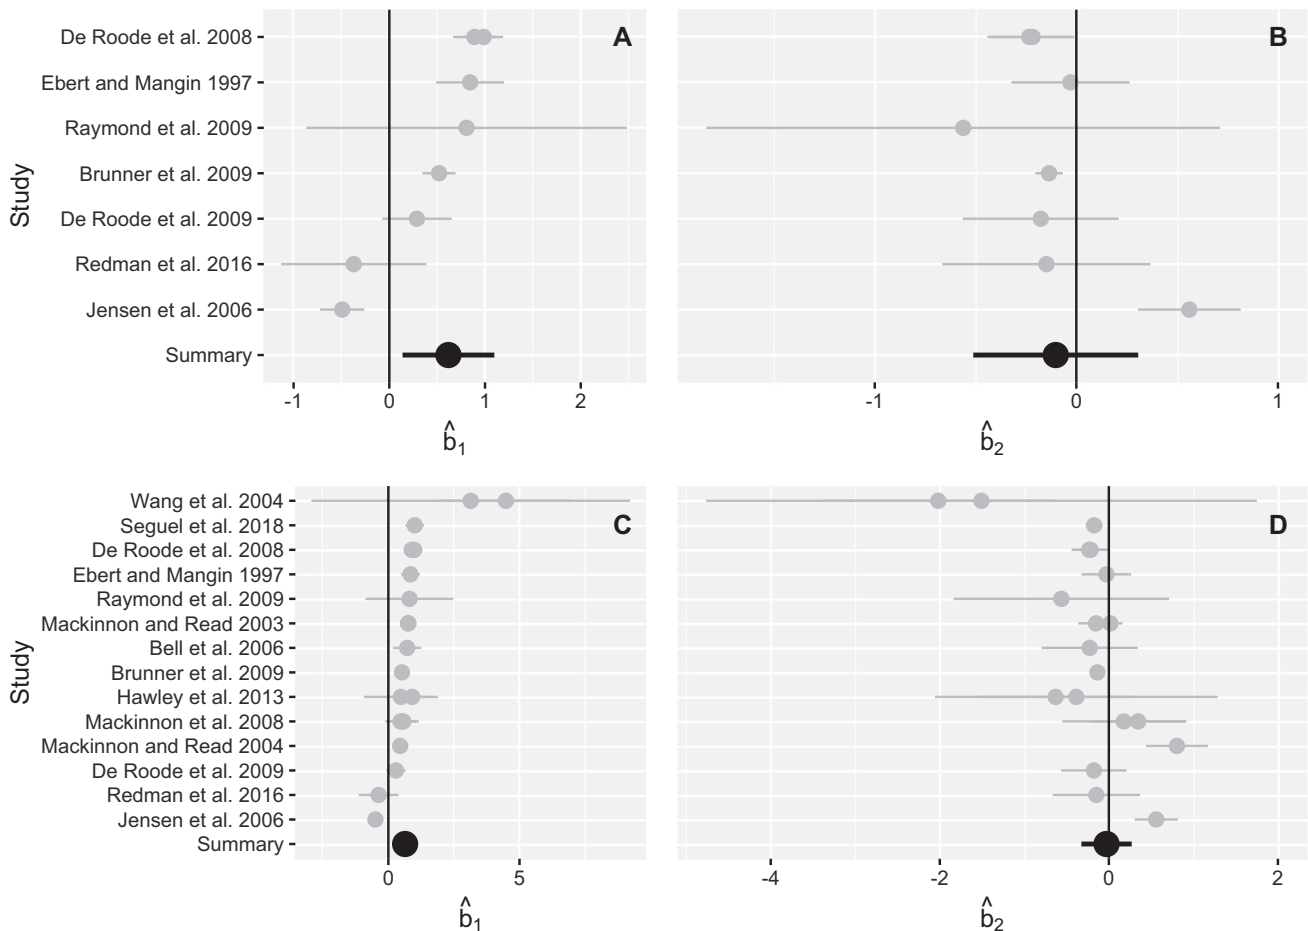 A
B
De Roode et al. 2008
Ebert and Mangin 1997
Raymond et al. 2009
Brunner et al. 2009
De Roode et al. 2009
Redman et al. 2016
Jensen et al. 2006
Summary
Study
-1 0 1 2
-1 0 1
b̂₁
b̂₂
C
D
Wang et al. 2004
Seguel et al. 2018
De Roode et al. 2008
Ebert and Mangin 1997
Raymond et al. 2009
Mackinnon and Read 2003
Bell et al. 2006
Brunner et al. 2009
Hawley et al. 2013
Mackinnon et al. 2008
Mackinnon and Read 2004
De Roode et al. 2009
Redman et al. 2016
Jensen et al. 2006
Summary
Study
0 5
-4 -2 0 2
b̂₁
b̂₂